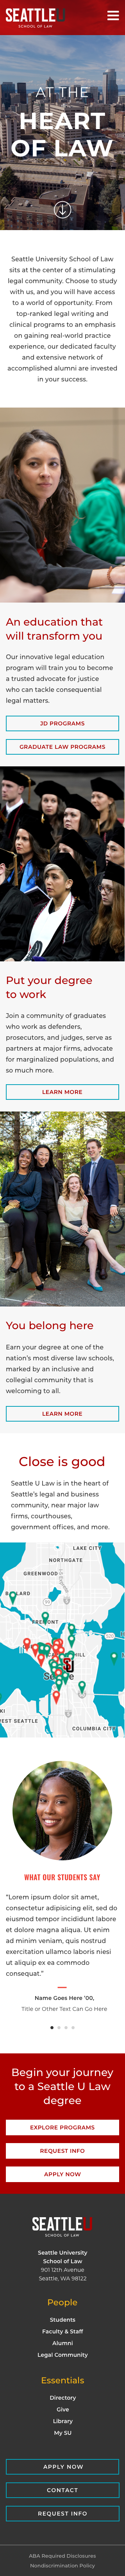 SEATTLE U
SCHOOL OF LAW
AT THE
HEART
OF LAW
Seattle University School of Law
sits at the center of a stimulating
legal community. Choose to study
with us, and you will have access
to a world of opportunity. From
top-ranked legal writing and
clinical programs to an emphasis
on gaining real-world practice
experience, our dedicated faculty
and extensive network of
accomplished alumni are invested
in your success.
An education that
will transform you
Our innovative legal education
program will train you to become
a trusted advocate for justice
who can tackle consequential
legal matters.
JD PROGRAMS
GRADUATE LAW PROGRAMS
Put your degree
to work
Join a community of graduates
who work as defenders,
prosecutors, and judges, serve as
partners at major firms, advocate
for marginalized populations, and
so much more.
LEARN MORE
You belong here
Earn your degree at one of the
nation's most diverse law schools,
marked by an inclusive and
collegial community that is
welcoming to all.
LEARN MORE
Close is good
Seattle U Law is in the heart of
Seattle's legal and business
community, near major law
firms, courthouses,
government offices, and more.
LAKE CITY
NORTHGATE
GREENWOOD
FREMONT
HILL
WEST SEATTLE
COLUMBIA CITY
WHAT OUR STUDENTS SAY
"Lorem ipsum dolor sit amet,
consectetur adipisicing elit, sed do
eiusmod tempor incididunt labore
et dolore magna aliqua. Ut enim
ad minim veniam, quis nostrud
exercitation ullamco laboris niesi
ut aliquip ex ea commodo
consequat."
Name Goes Here '00,
Title or Other Text Can Go Here
Begin your journey
to a Seattle U Law
degree
EXPLORE PROGRAMS
REQUEST INFO
APPLY NOW
SEATTLE U
SCHOOL OF LAW
Seattle University
School of Law
901 12th Avenue
Seattle, WA 98122
People
Students
Faculty & Staff
Alumni
Legal Community
Essentials
Directory
Give
Library
My SU
APPLY NOW
CONTACT
REQUEST INFO
ABA Required Disclosures
Nondiscrimination Policy